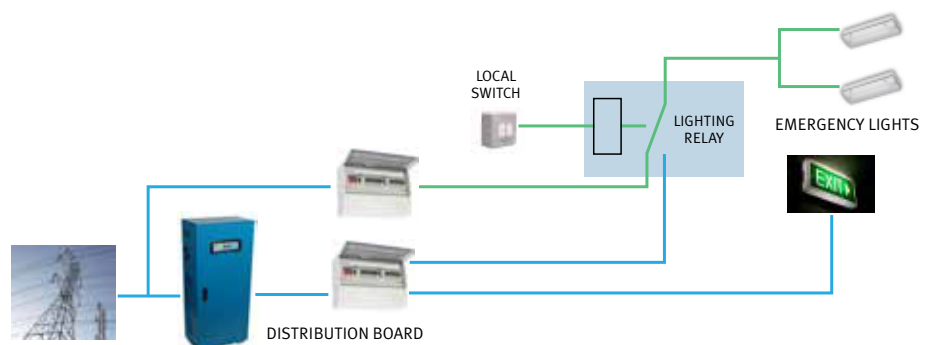 LOCAL
SWITCH
LIGHTING
RELAY
EMERGENCY LIGHTS
EXIT
DISTRIBUTION BOARD